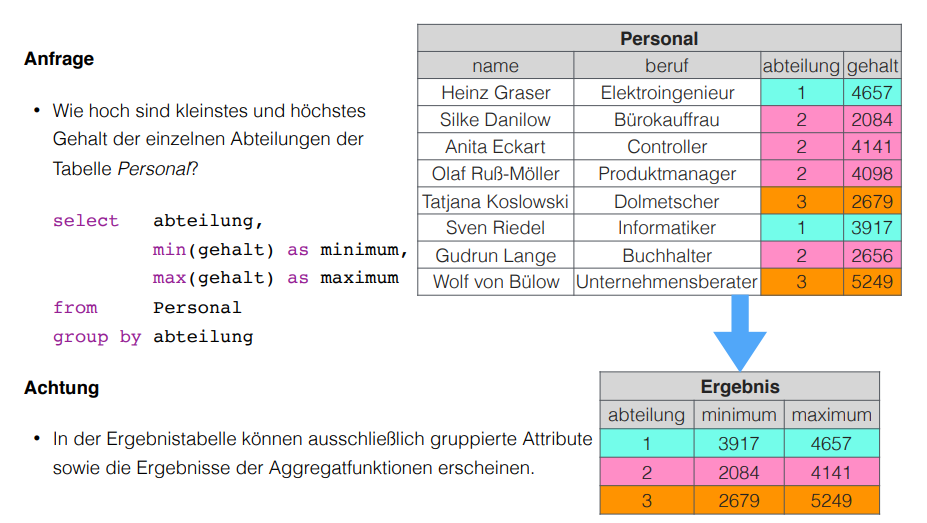 Anfrage
• Wie hoch sind kleinstes und höchstes
Gehalt der einzelnen Abteilungen der
Tabelle Personal?
select abteilung,
min(gehalt) as minimum,
max(gehalt) as maximum
from Personal
group by abteilung
Achtung
• In der Ergebnistabelle können ausschließlich gruppierte Attribute
sowie die Ergebnisse der Aggregatfunktionen erscheinen.
Personal
name beruf abteilung gehalt
Heinz Graser Elektroingenieur 1 4657
Silke Danilow Bürokauffrau 2 2084
Anita Eckart Controller 2 4141
Olaf Ruß-Möller Produktmanager 2 4098
Tatjana Koslowski Dolmetscher 3 2679
Sven Riedel Informatiker 1 3917
Gudrun Lange Buchhalter 2 2656
Wolf von Bülow Unternehmensberater 3 5249
Ergebnis
abteilung minimum maximum
1 3917 4657
2 2084 4141
3 2679 5249